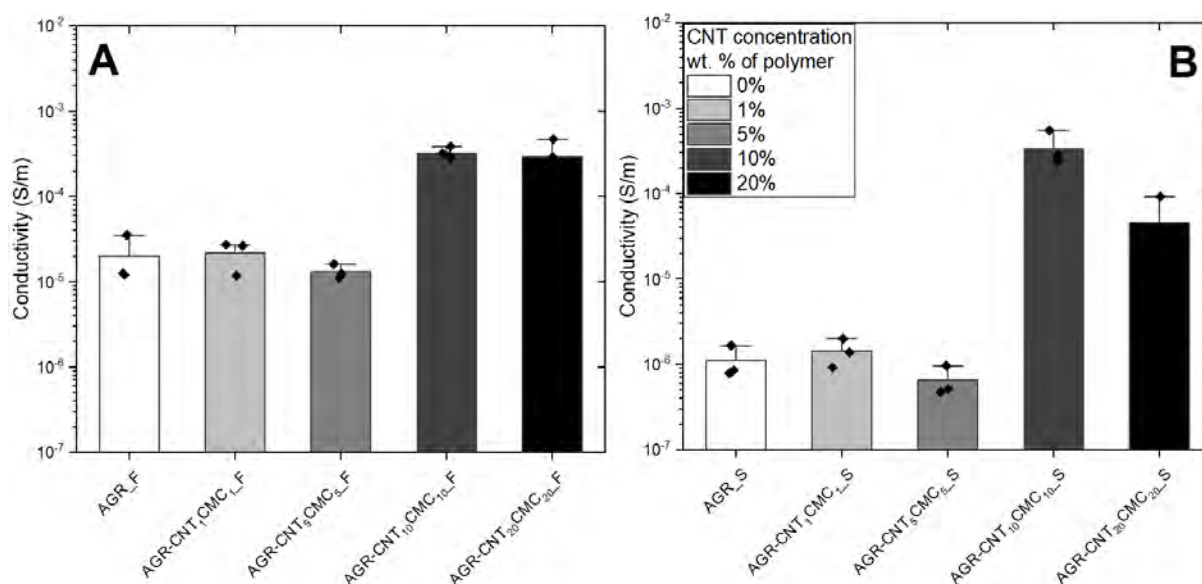 A
Conductivity (S/m)
10⁻²
10⁻³
10⁻⁴
10⁻⁵
10⁻⁶
10⁻⁷
AGR_F
AGR-CNT₁CMC₁_F
AGR-CNT₅CMC₅_F
AGR-CNT₁₀CMC₁₀_F
AGR-CNT₂₀CMC₂₀_F
B
CNT concentration
wt. % of polymer
0%
1%
5%
10%
20%
Conductivity (S/m)
10⁻²
10⁻³
10⁻⁴
10⁻⁵
10⁻⁶
10⁻⁷
AGR_S
AGR-CNT₁CMC₁_S
AGR-CNT₅CMC₅_S
AGR-CNT₁₀CMC₁₀_S
AGR-CNT₂₀CMC₂₀_S